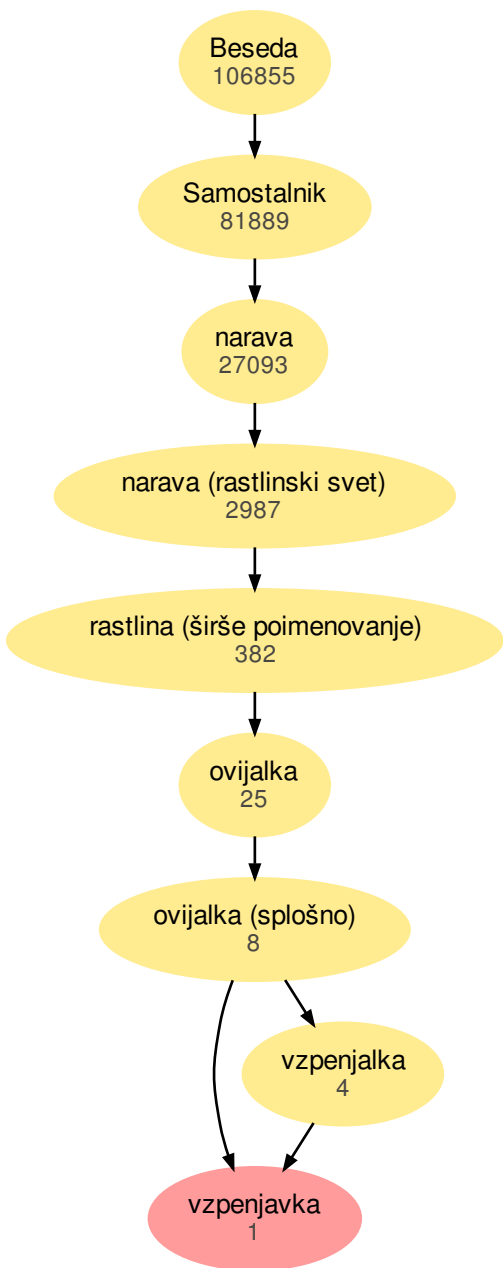 Beseda
106855
Samostalnik
81889
narava
27093
narava (rastlinski svet)
2987
rastlina (širše poimenovanje)
382
ovijalka
25
ovijalka (splošno)
8
vzpenjalka
4
vzpenjavka
1